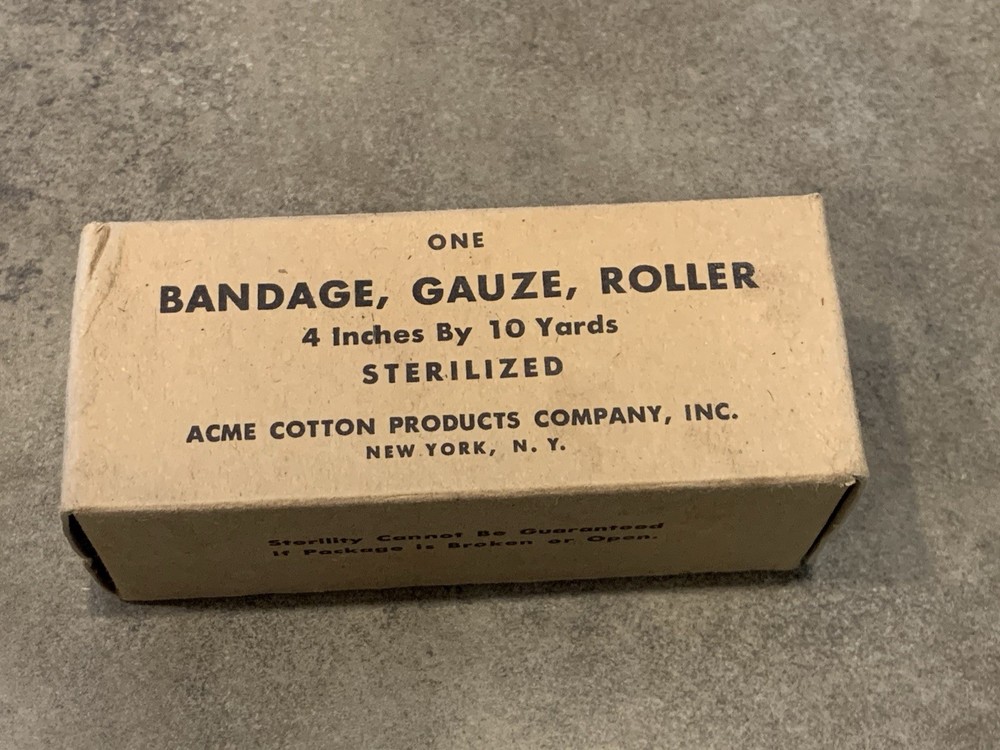 ONE
BANDAGE, GAUZE, ROLLER
4 Inches By 10 Yards
STERILIZED
ACME COTTON PRODUCTS COMPANY, INC.
NEW YORK, N. Y.
Sterility Cannot Be Guaranteed
If Package is Broken or Open.